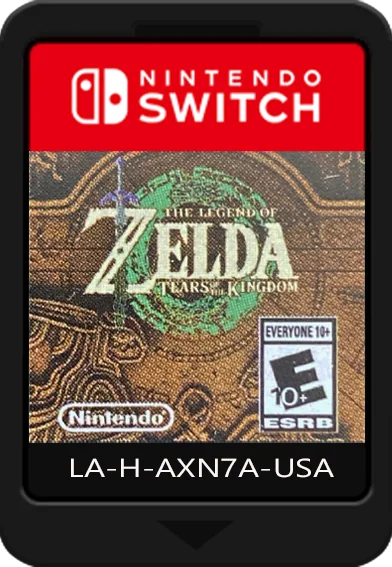 NINTENDO
SWITCH
THE LEGEND OF
ZELDA
TEARS OF THE KINGDOM
EVERYONE 10+
E
10+
ESRB
Nintendo
LA-H-AXN7A-USA